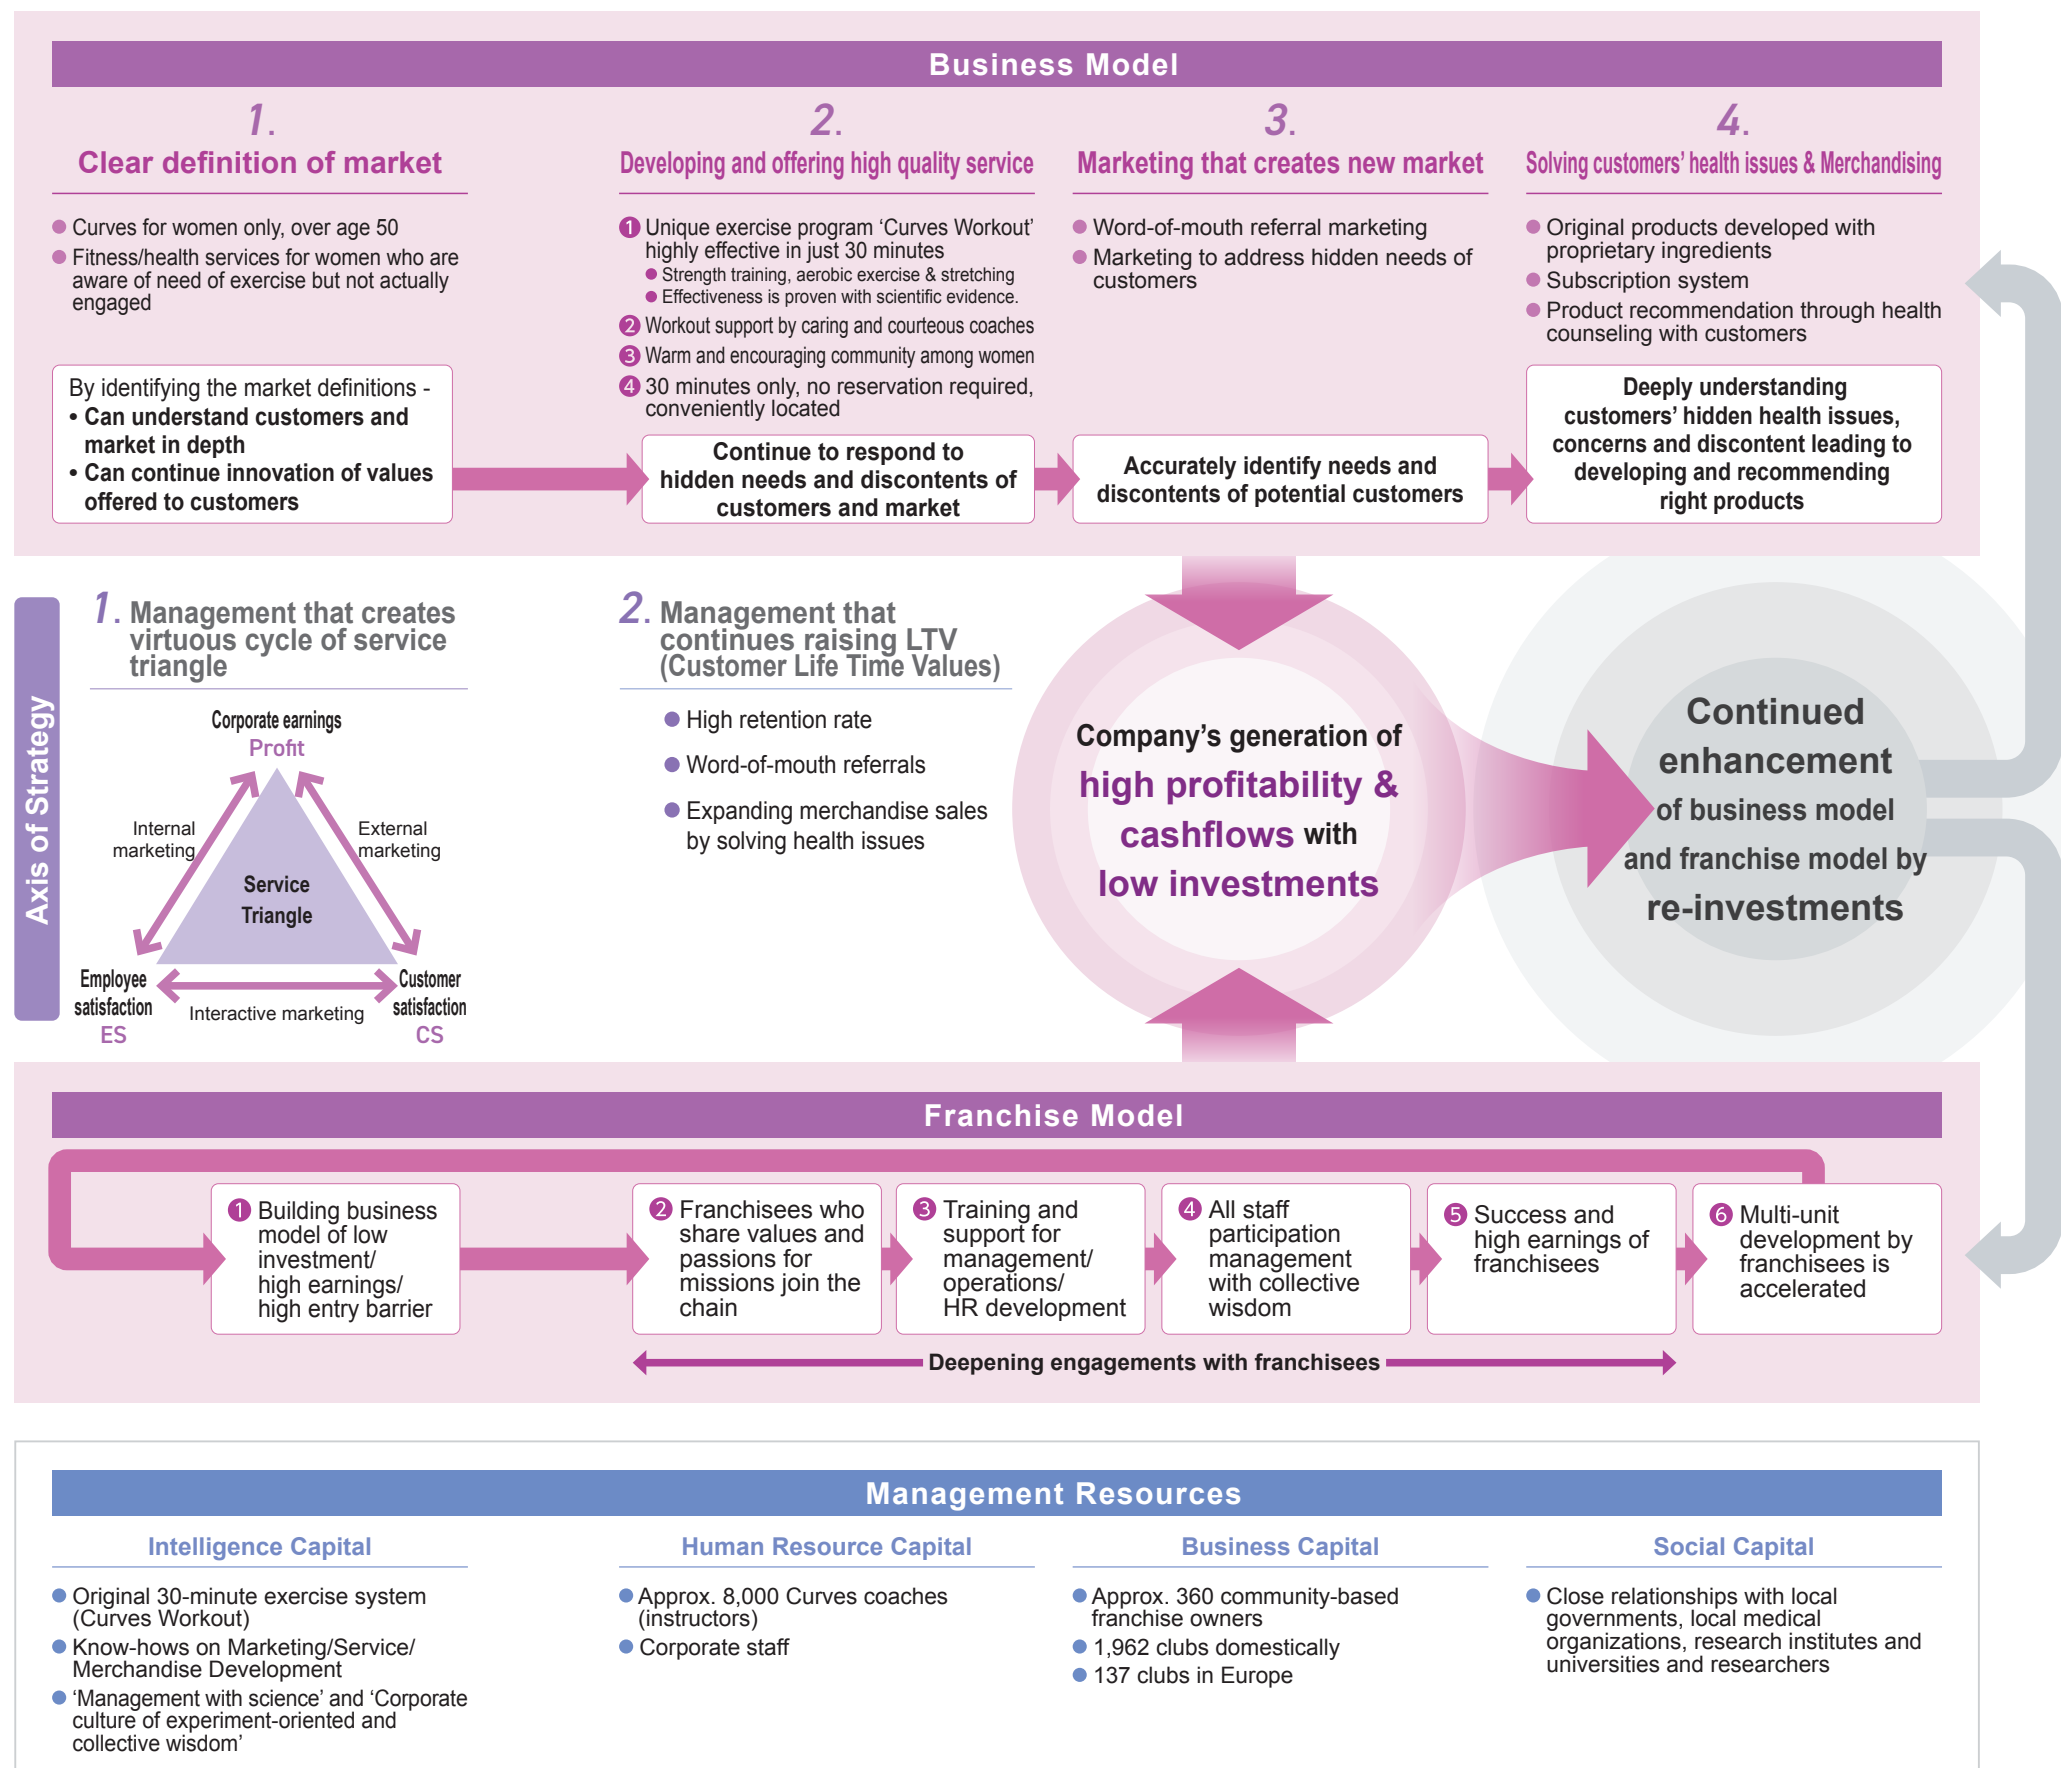 Business Model
1.
Clear definition of market
● Curves for women only, over age 50
● Fitness/health services for women who are
aware of need of exercise but not actually
engaged
By identifying the market definitions -
• Can understand customers and
market in depth
• Can continue innovation of values
offered to customers
2.
Developing and offering high quality service
❶ Unique exercise program ‘Curves Workout’
highly effective in just 30 minutes
● Strength training, aerobic exercise & stretching
● Effectiveness is proven with scientific evidence.
❷ Workout support by caring and courteous coaches
❸ Warm and encouraging community among women
❹ 30 minutes only, no reservation required,
conveniently located
Continue to respond to
hidden needs and discontents of
customers and market
3.
Marketing that creates new market
● Word-of-mouth referral marketing
● Marketing to address hidden needs of
customers
Accurately identify needs and
discontents of potential customers
4.
Solving customers’ health issues & Merchandising
● Original products developed with
proprietary ingredients
● Subscription system
● Product recommendation through health
counseling with customers
Deeply understanding
customers’ hidden health issues,
concerns and discontent leading to
developing and recommending
right products
Axis of Strategy
1. Management that creates
virtuous cycle of service
triangle
Corporate earnings
Profit
Internal
marketing
External
marketing
Service
Triangle
Employee
satisfaction
ES
Interactive marketing
Customer
satisfaction
CS
2. Management that
continues raising LTV
(Customer Life Time Values)
● High retention rate
● Word-of-mouth referrals
● Expanding merchandise sales
by solving health issues
Company’s generation of
high profitability &
cashflows with
low investments
Continued
enhancement
of business model
and franchise model by
re-investments
Franchise Model
❶ Building business
model of low
investment/
high earnings/
high entry barrier
❷ Franchisees who
share values and
passions for
missions join the
chain
❸ Training and
support for
management/
operations/
HR development
❹ All staff
participation
management
with collective
wisdom
❺ Success and
high earnings of
franchisees
❻ Multi-unit
development by
franchisees is
accelerated
Deepening engagements with franchisees
Management Resources
Intelligence Capital
● Original 30-minute exercise system
(Curves Workout)
● Know-hows on Marketing/Service/
Merchandise Development
● ‘Management with science’ and ‘Corporate
culture of experiment-oriented and
collective wisdom’
Human Resource Capital
● Approx. 8,000 Curves coaches
(instructors)
● Corporate staff
Business Capital
● Approx. 360 community-based
franchise owners
● 1,962 clubs domestically
● 137 clubs in Europe
Social Capital
● Close relationships with local
governments, local medical
organizations, research institutes and
universities and researchers